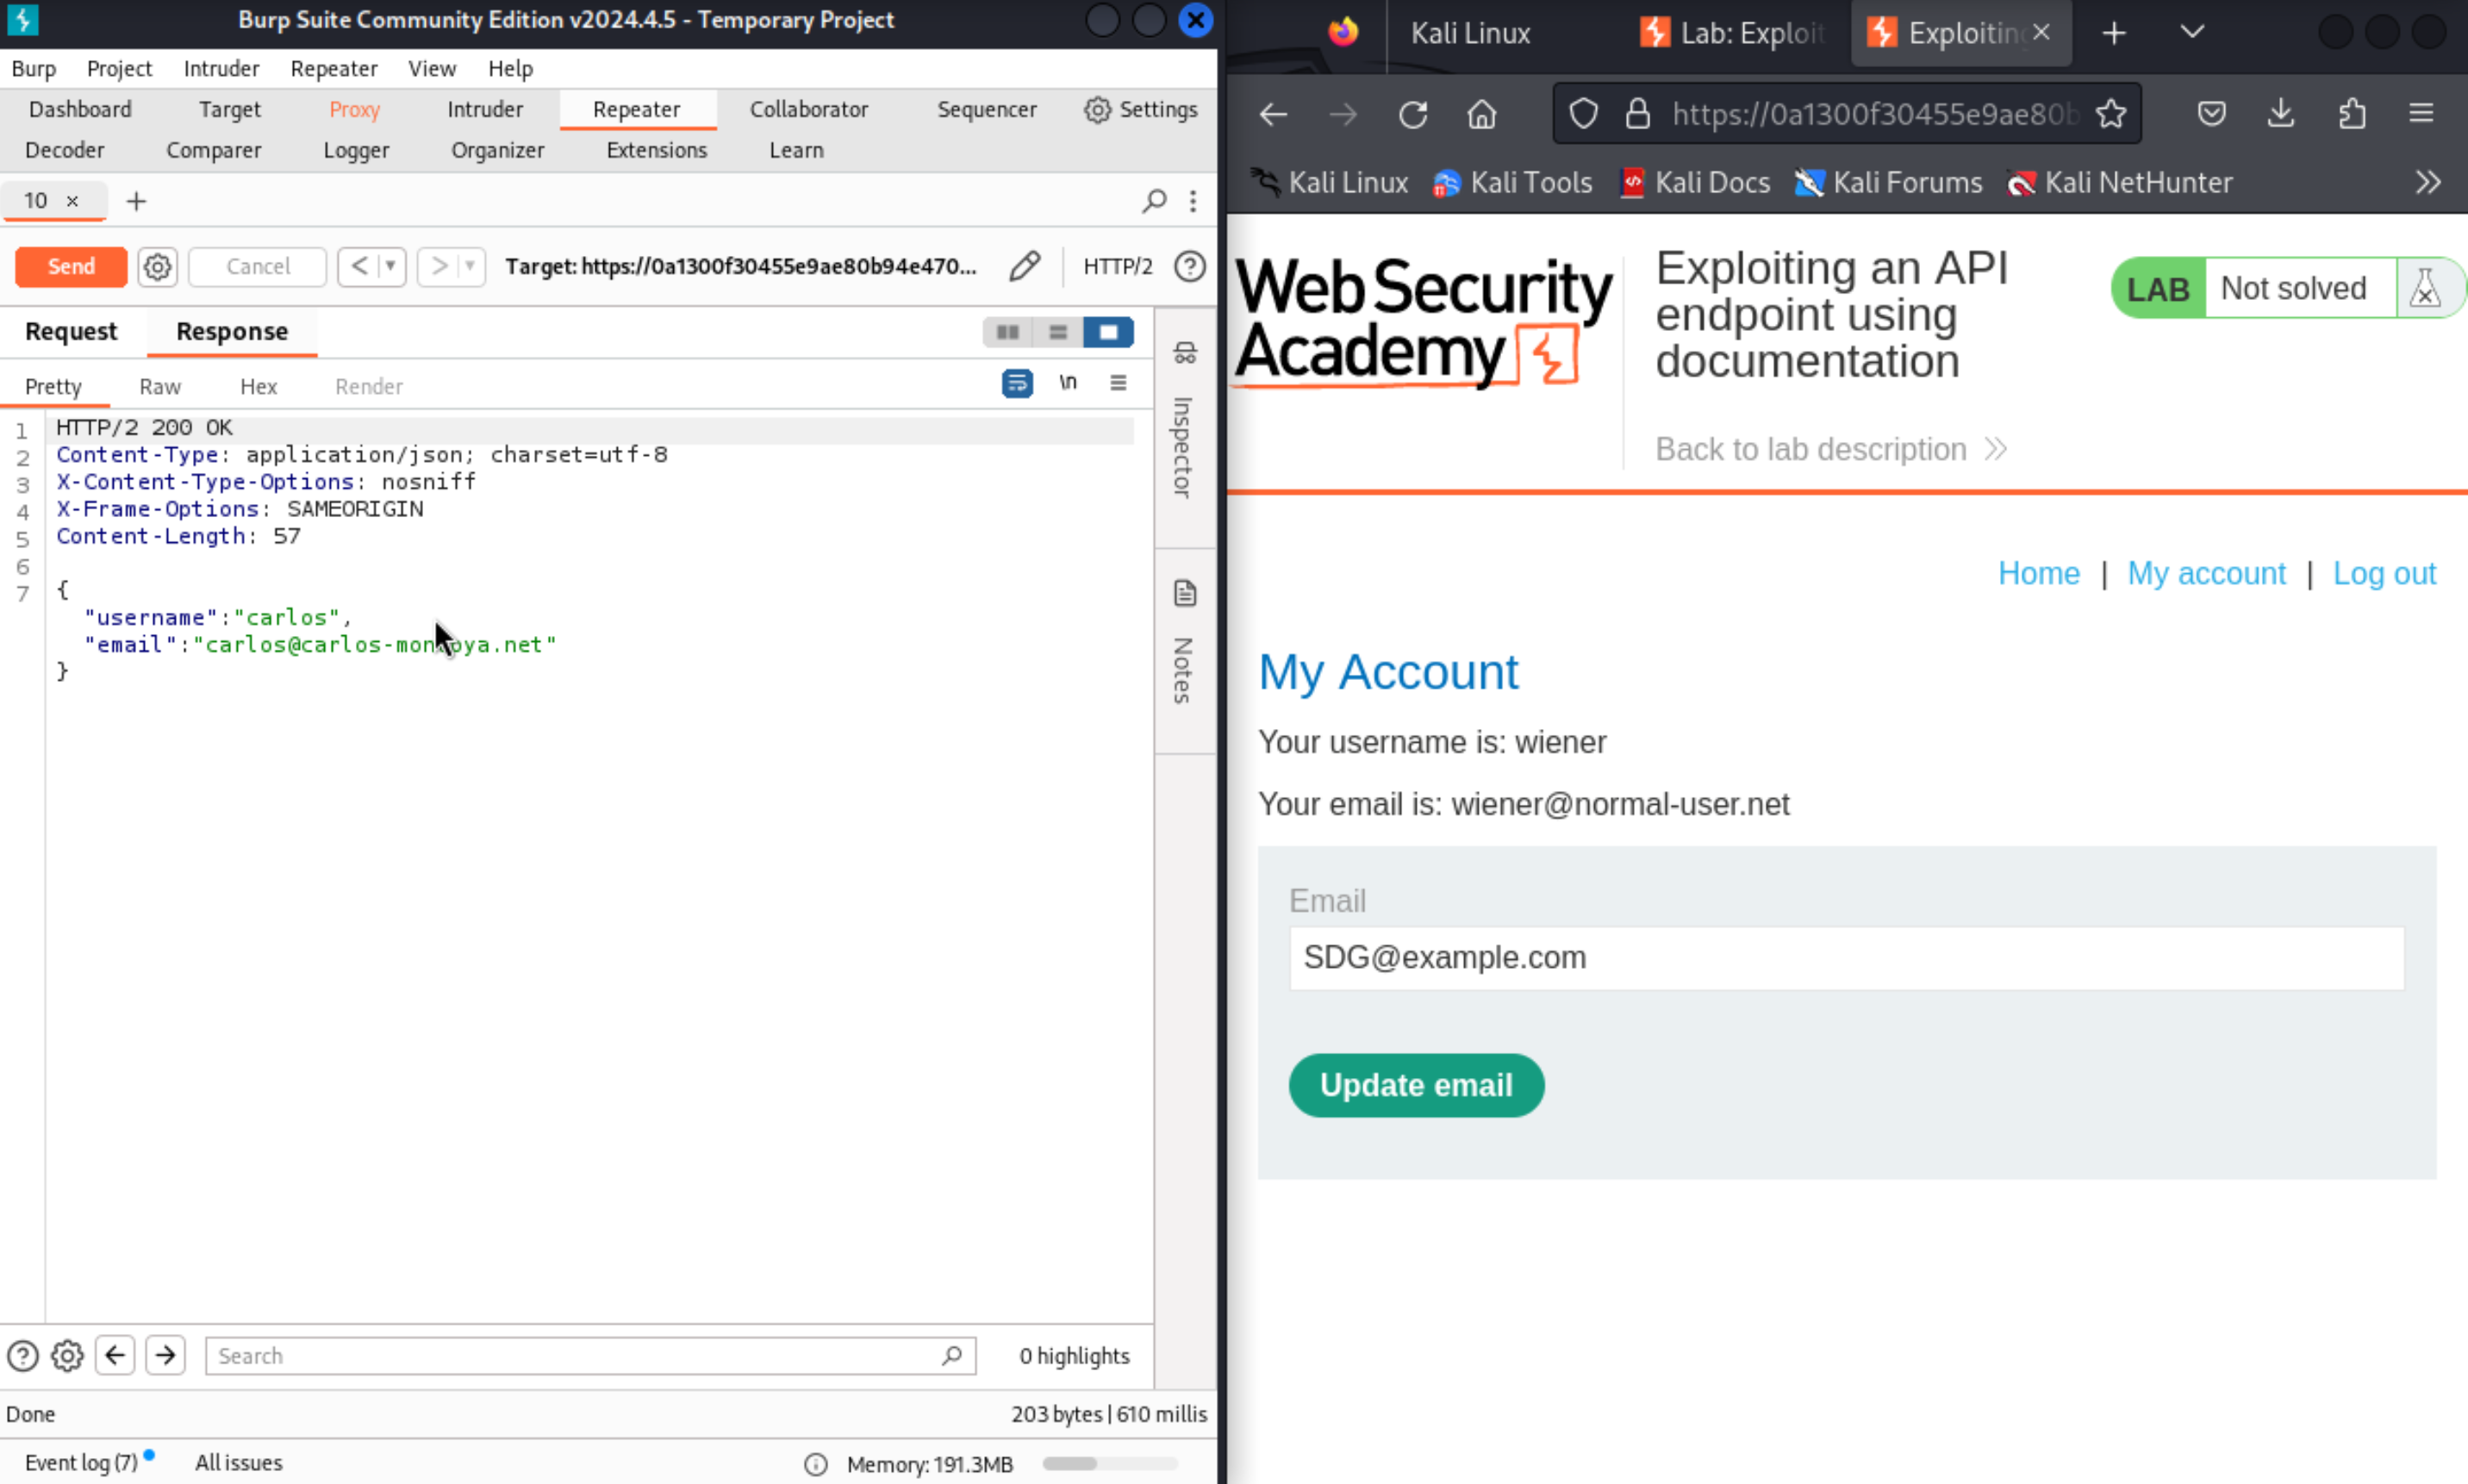 Burp Suite Community Edition v2024.4.5 - Temporary Project
Burp Project Intruder Repeater View Help
Dashboard Target Proxy Intruder Repeater Collaborator Sequencer Settings
Decoder Comparer Logger Organizer Extensions Learn
10 × +
Send Cancel < > Target: https://0a1300f30455e9ae80b94e470... HTTP/2
Request Response
Pretty Raw Hex Render \n
1 HTTP/2 200 OK
2 Content-Type: application/json; charset=utf-8
3 X-Content-Type-Options: nosniff
4 X-Frame-Options: SAMEORIGIN
5 Content-Length: 57
6
7 {
"username":"carlos",
"email":"carlos@carlos-montoya.net"
}
Inspector
Notes
Search 0 highlights
Done 203 bytes | 610 millis
Event log (7) All issues Memory: 191.3MB
Kali Linux Lab: Exploit Exploiting
https://0a1300f30455e9ae80b
Kali Linux Kali Tools Kali Docs Kali Forums Kali NetHunter
Web Security
Academy
Exploiting an API
endpoint using
documentation
LAB Not solved
Back to lab description
Home | My account | Log out
My Account
Your username is: wiener
Your email is: wiener@normal-user.net
Email
SDG@example.com
Update email